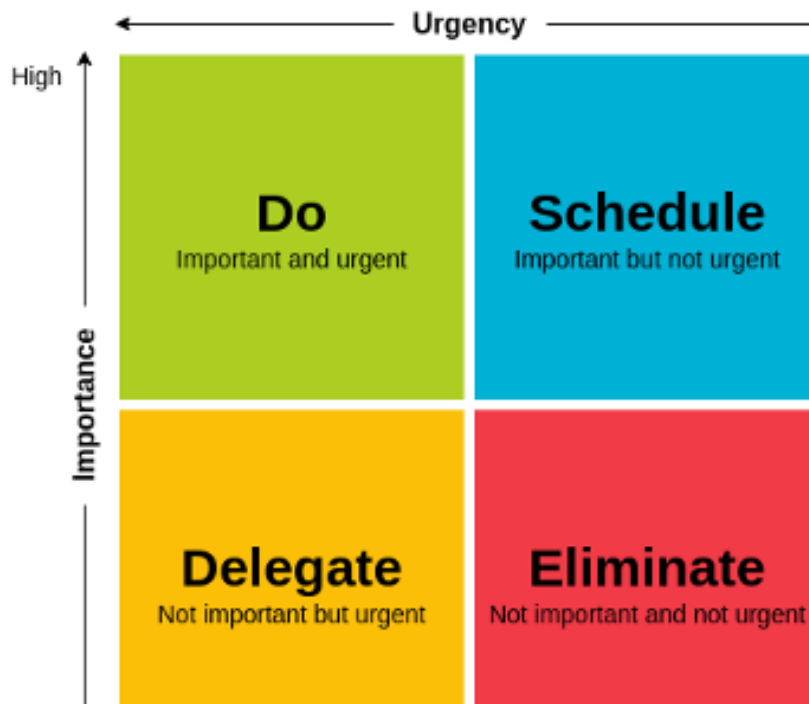 Urgency
High
Do
Important and urgent
Schedule
Important but not urgent
Importance
Delegate
Not important but urgent
Eliminate
Not important and not urgent